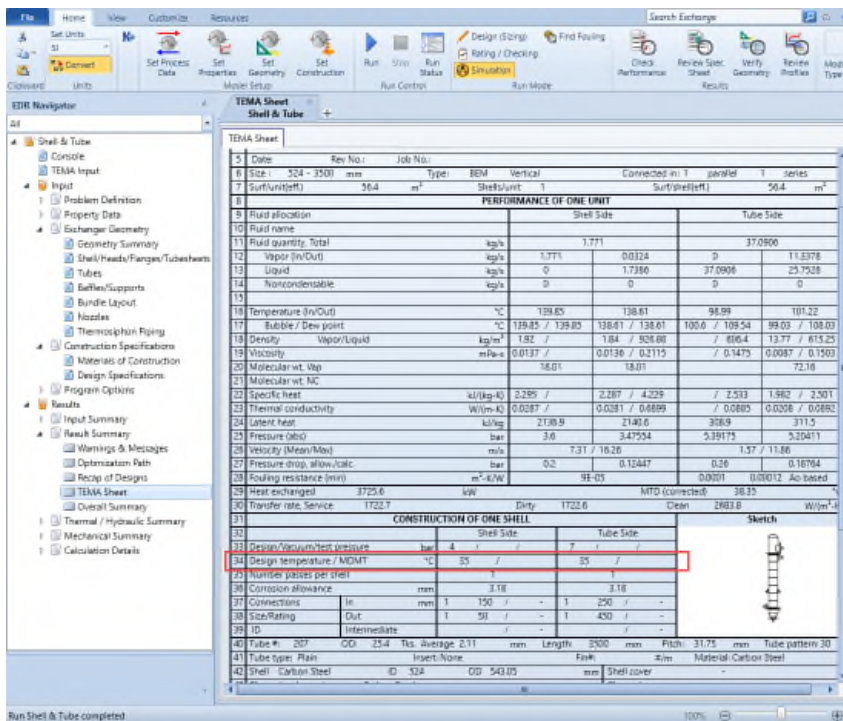 File Home View Customize Resources Search Exchange
Set Units
SI
Convert
Clipboard Units
Set Process Data
Set Properties
Set Geometry
Set Construction
Model Setup
Run Stop Run Status
Run Control
Design (Sizing) Find Fouling
Rating / Checking
Simulation
Run Mode
Check Performance
Review Spec Sheet
Verify Geometry
Review Profiles
Results
EDR Navigator
All
Shell & Tube
Console
TEMA Input
Input
Problem Definition
Property Data
Exchanger Geometry
Geometry Summary
Shell/Heads/Flanges/Tubesheets
Tubes
Baffles/Supports
Bundle Layout
Nozzles
Thermosiphon Piping
Construction Specifications
Materials of Construction
Design Specifications
Program Options
Results
Input Summary
Result Summary
Warnings & Messages
Optimization Path
Recap of Designs
TEMA Sheet
Overall Summary
Thermal / Hydraulic Summary
Mechanical Summary
Calculation Details
TEMA Sheet
Shell & Tube +
TEMA Sheet
5 Date: Rev No.: Job No.:
6 Size : 524 - 3500 mm Type: BEM Vertical Connected in: 1 parallel 1 series
7 Surf/unit(eff.) 56.4 m² Shells/unit 1 Surf/shell(eff.) 56.4 m²
8 PERFORMANCE OF ONE UNIT
9 Fluid allocation Shell Side Tube Side
10 Fluid name
11 Fluid quantity, Total kg/s 1.771 37.0906
12 Vapor (In/Out) kg/s 1.771 0.0324 0 11.3378
13 Liquid kg/s 0 1.7386 37.0906 25.7528
14 Noncondensable kg/s 0 0 0 0
15
16 Temperature (In/Out) °C 139.85 138.61 98.99 101.22
17 Bubble / Dew point °C 139.85 / 139.85 138.61 / 138.61 100.6 / 109.54 99.03 / 108.03
18 Density Vapor/Liquid kg/m³ 1.92 / 1.84 / 928.80 / 606.4 13.77 / 613.25
19 Viscosity mPa-s 0.0137 / 0.0136 / 0.2115 / 0.1475 0.0087 / 0.1503
20 Molecular wt, Vap 18.01 18.01 72.18
21 Molecular wt, NC
22 Specific heat kJ/(kg-K) 2.295 / 2.287 / 4.229 / 2.533 1.982 / 2.501
23 Thermal conductivity W/(m-K) 0.0287 / 0.0281 / 0.6899 / 0.0885 0.0208 / 0.0892
24 Latent heat kJ/kg 2136.9 2140.6 308.9 311.5
25 Pressure (abs) bar 3.6 3.47554 5.39175 5.20411
26 Velocity (Mean/Max) m/s 7.31 / 16.26 1.57 / 11.86
27 Pressure drop, allow./calc. bar 0.2 0.12447 0.26 0.18764
28 Fouling resistance (min) m²-K/W 9E-05 0.0001 0.00012 Ao based
29 Heat exchanged 3725.6 kW MTD (corrected) 38.35
30 Transfer rate, Service 1722.7 Dirty 1722.6 Clean 2683.8 W/(m²-K
31 CONSTRUCTION OF ONE SHELL Sketch
32 Shell Side Tube Side
33 Design/Vacuum/test pressure bar 4 / / 7 / /
34 Design temperature / MDMT °C 35 / 35 /
35 Number passes per shell 1 1
36 Corrosion allowance mm 3.18 3.18
37 Connections In mm 1 150 / - 1 250 / -
38 Size/Rating Out 1 50 / - 1 450 / -
39 ID Intermediate / - / -
40 Tube #: 207 OD: 25.4 Tks. Average 2.11 mm Length: 3500 mm Pitch: 31.75 mm Tube pattern: 30
41 Tube type: Plain Insert: None Fin#: #/m Material: Carbon Steel
42 Shell Carbon Steel ID 524 OD 543.05 mm Shell cover -
Run Shell & Tube completed 100%